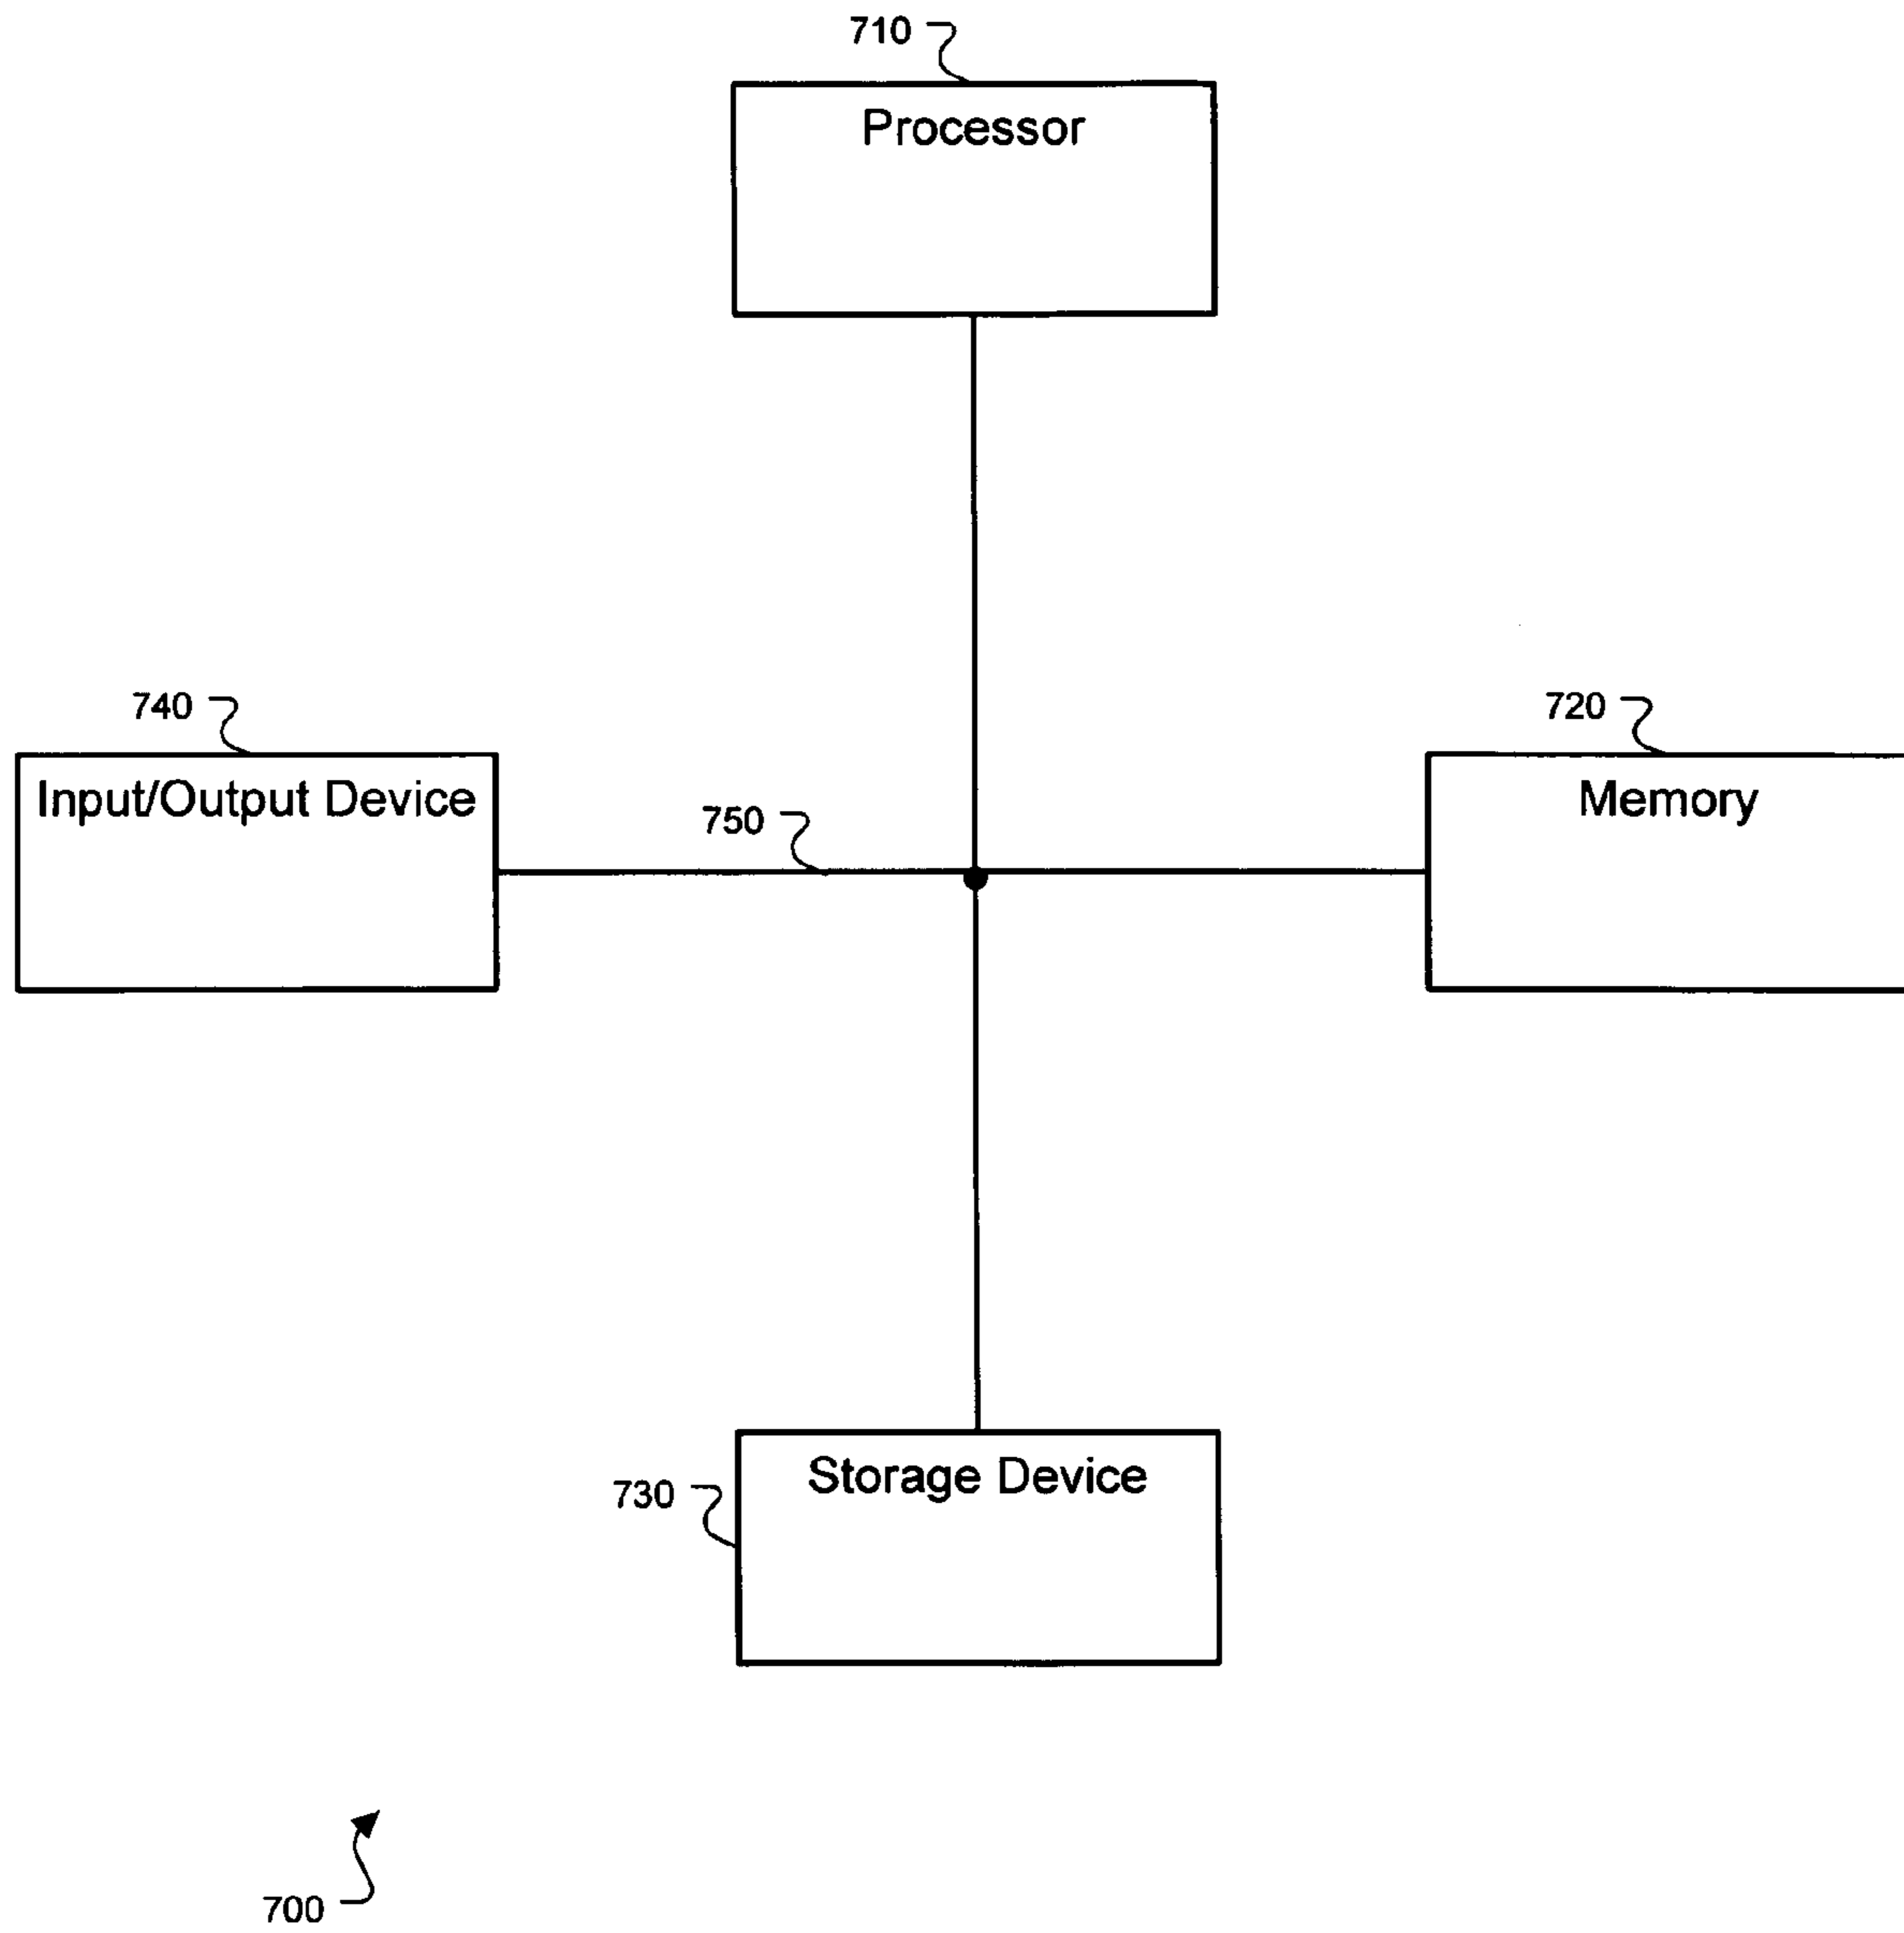 710
Processor
740
720
Input/Output Device
Memory
750
730
Storage Device
700